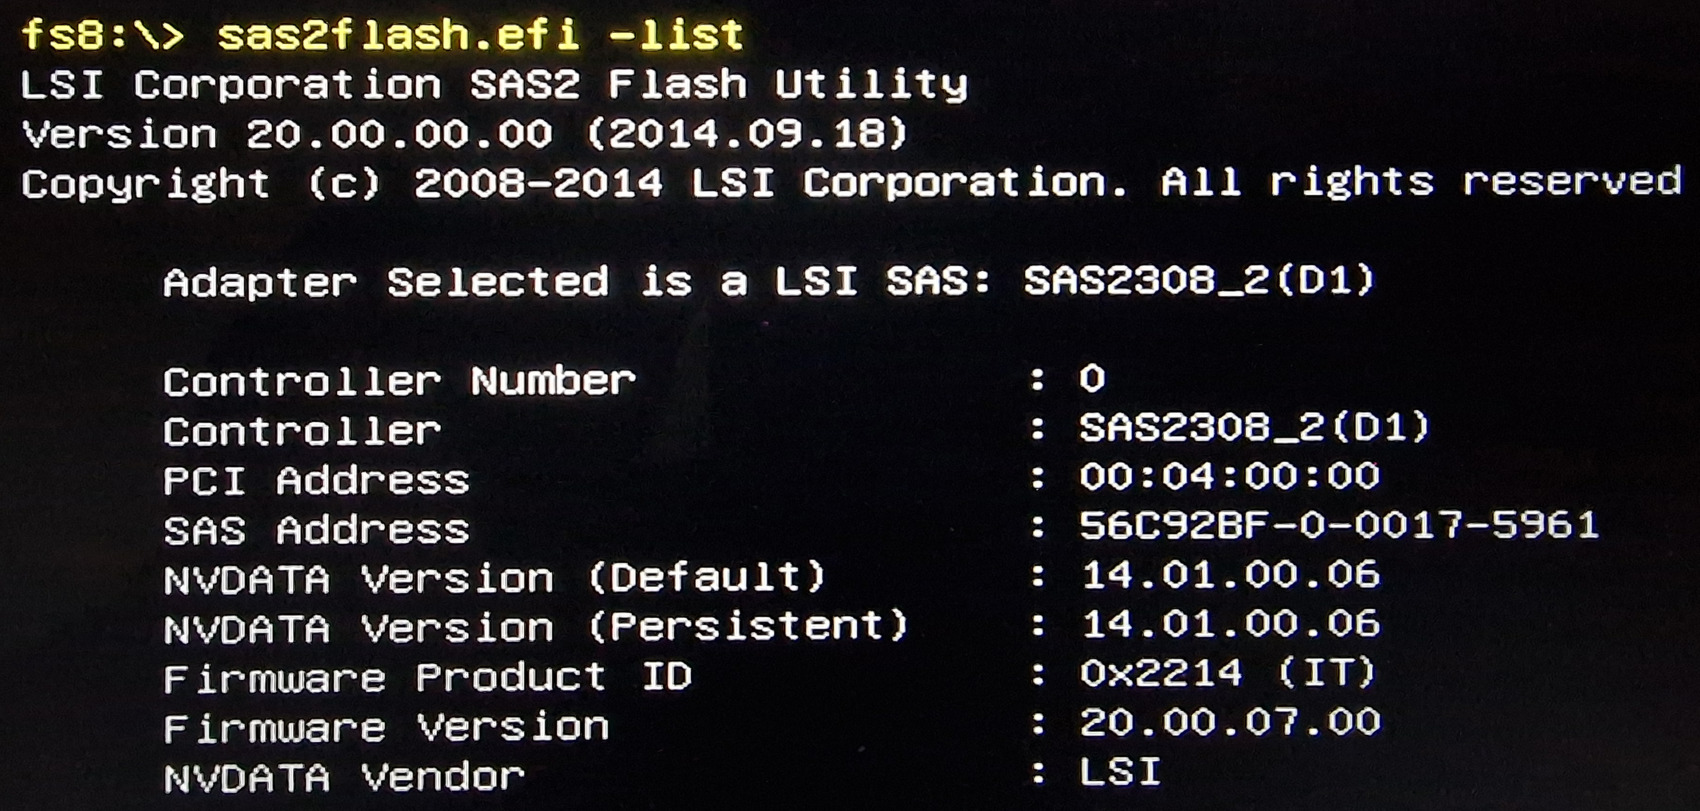 fs8:\> sas2flash.efi -list
LSI Corporation SAS2 Flash Utility
Version 20.00.00.00 (2014.09.18)
Copyright (c) 2008-2014 LSI Corporation. All rights reserved
Adapter Selected is a LSI SAS: SAS2308_2(D1)
Controller Number : 0
Controller : SAS2308_2(D1)
PCI Address : 00:04:00:00
SAS Address : 56C92BF-0-0017-5961
NVDATA Version (Default) : 14.01.00.06
NVDATA Version (Persistent) : 14.01.00.06
Firmware Product ID : 0x2214 (IT)
Firmware Version : 20.00.07.00
NVDATA Vendor : LSI